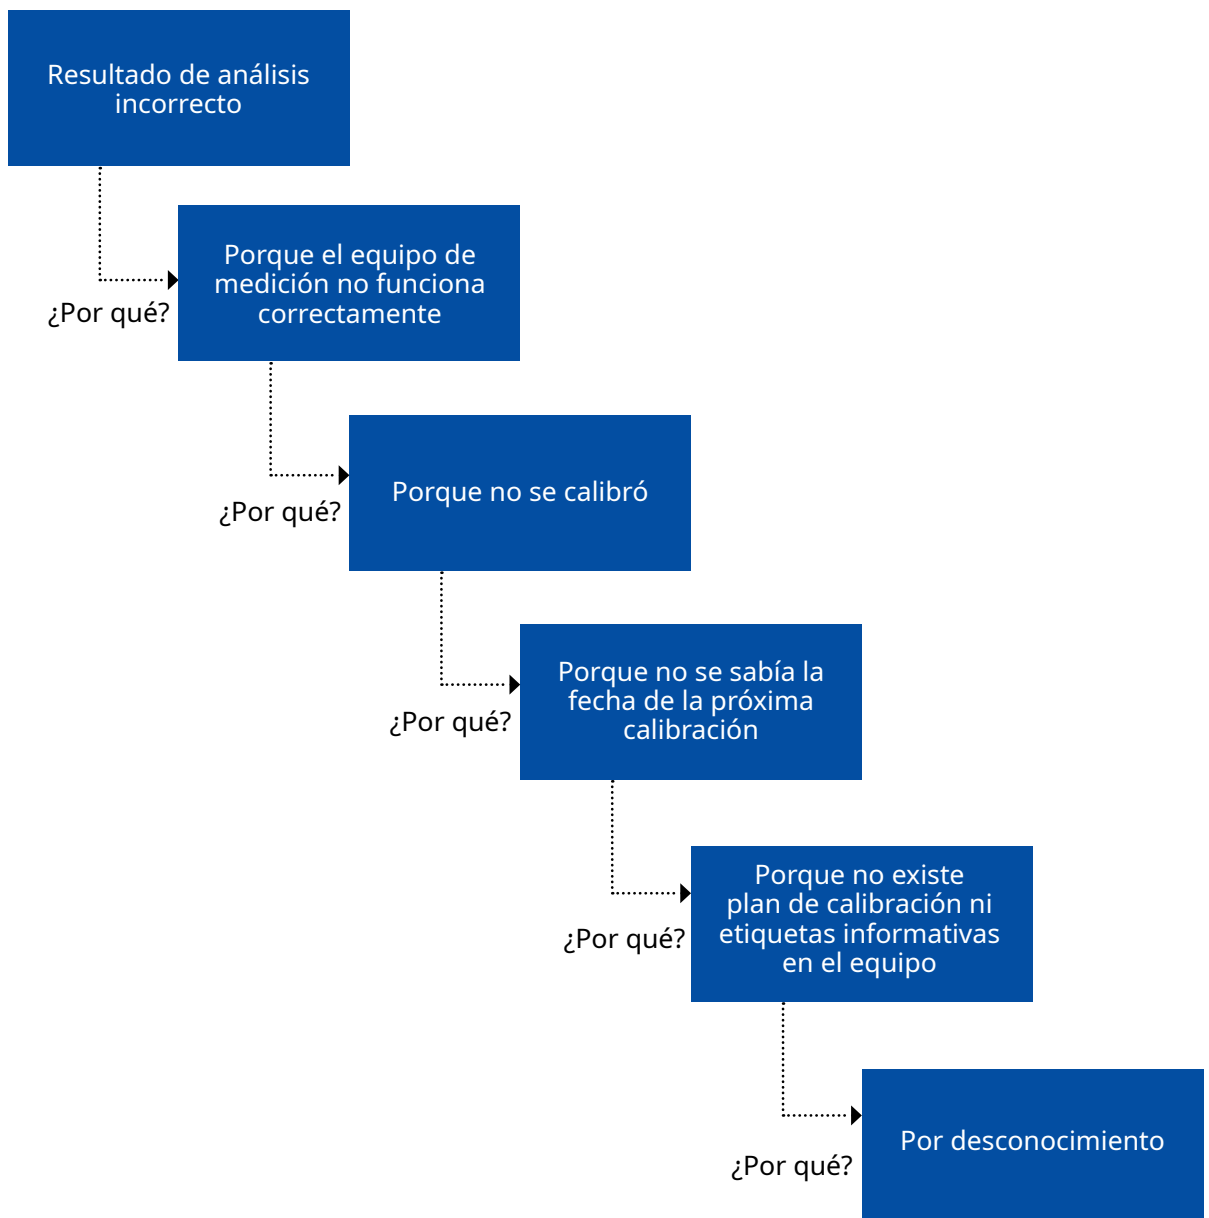 Resultado de análisis
incorrecto
¿Por qué?
Porque el equipo de
medición no funciona
correctamente
¿Por qué?
Porque no se calibró
¿Por qué?
Porque no se sabía la
fecha de la próxima
calibración
¿Por qué?
Porque no existe
plan de calibración ni
etiquetas informativas
en el equipo
¿Por qué?
Por desconocimiento